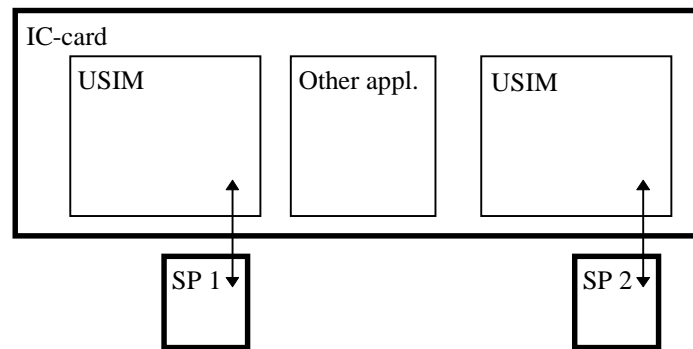 IC-card
USIM
Other appl.
USIM
SP 1
SP 2